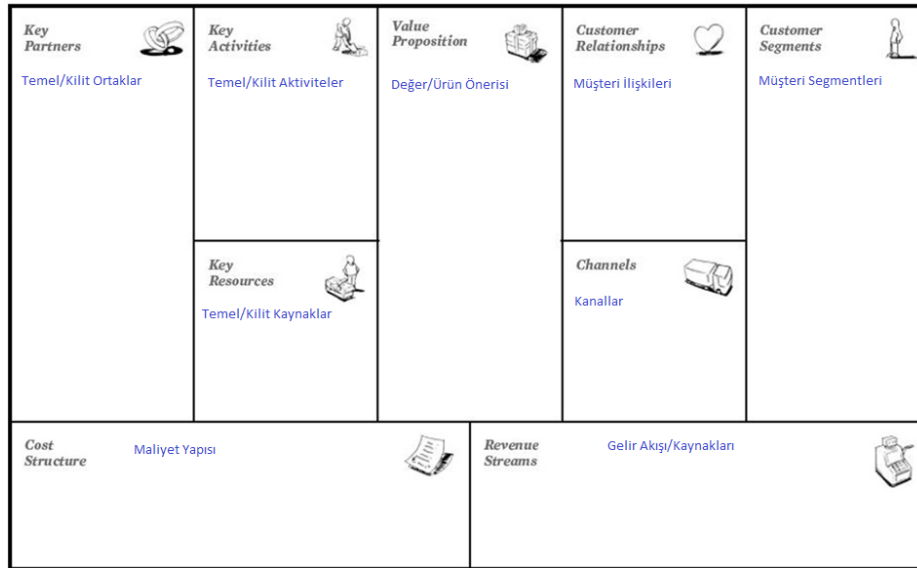 Key
Partners
Temel/Kilit Ortaklar
Key
Activities
Temel/Kilit Aktiviteler
Key
Resources
Temel/Kilit Kaynaklar
Value
Proposition
Değer/Ürün Önerisi
Customer
Relationships
Müşteri İlişkileri
Channels
Kanallar
Customer
Segments
Müşteri Segmentleri
Cost
Structure
Maliyet Yapısı
Revenue
Streams
Gelir Akışı/Kaynakları